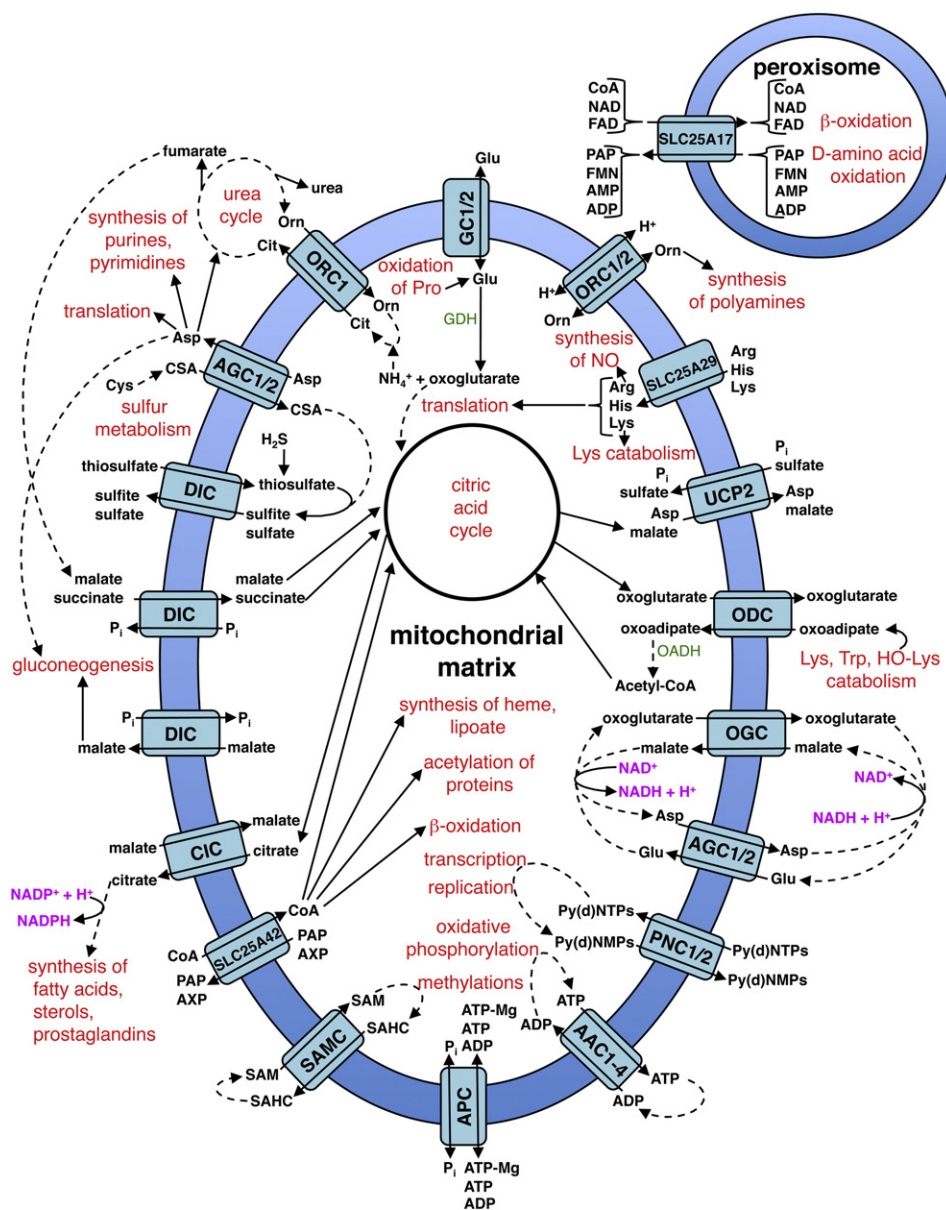 peroxisome
CoA
NAD
FAD
CoA
NAD
FAD
β-oxidation
SLC25A17
PAP
FMN
AMP
ADP
PAP
FMN
AMP
ADP
D-amino acid
oxidation
fumarate
urea
urea
cycle
Orn
Cit
ORC1
Orn
Cit
synthesis of
purines,
pyrimidines
translation
Asp
Glu
GC1/2
Glu
oxidation
of Pro
GDH
NH4+ + oxoglutarate
H+
Orn
ORC1/2
H+
Orn
synthesis
of polyamines
synthesis
of NO
SLC25A29
Arg
His
Lys
Arg
His
Lys
translation
Lys catabolism
AGC1/2
Asp
CSA
Cys
CSA
sulfur
metabolism
H2S
thiosulfate
thiosulfate
DIC
sulfite
sulfate
sulfite
sulfate
citric
acid
cycle
Pi
sulfate
Pi
sulfate
UCP2
Asp
malate
Asp
malate
malate
succinate
malate
succinate
DIC
Pi
Pi
mitochondrial
matrix
oxoglutarate
oxoglutarate
ODC
oxoadipate
oxoadipate
OADH
Acetyl-CoA
Lys, Trp, HO-Lys
catabolism
gluconeogenesis
Pi
Pi
DIC
malate
malate
synthesis of heme,
lipoate
acetylation of
proteins
β-oxidation
oxoglutarate
oxoglutarate
OGC
malate
malate
NAD+
NADH + H+
NAD+
NADH + H+
Asp
Asp
AGC1/2
Glu
Glu
malate
malate
CIC
citrate
citrate
NADP+ + H+
NADPH
synthesis of
fatty acids,
sterols,
prostaglandins
CoA
CoA
SLC25A42
PAP
AXP
PAP
AXP
transcription
replication
Py(d)NTPs
Py(d)NTPs
PNC1/2
Py(d)NMPs
Py(d)NMPs
oxidative
phosphorylation
methylations
SAM
SAHC
SAMC
SAM
SAHC
ATP
ADP
AAC1-4
ATP
ADP
ATP-Mg
ATP
ADP
Pi
APC
Pi
ATP-Mg
ATP
ADP